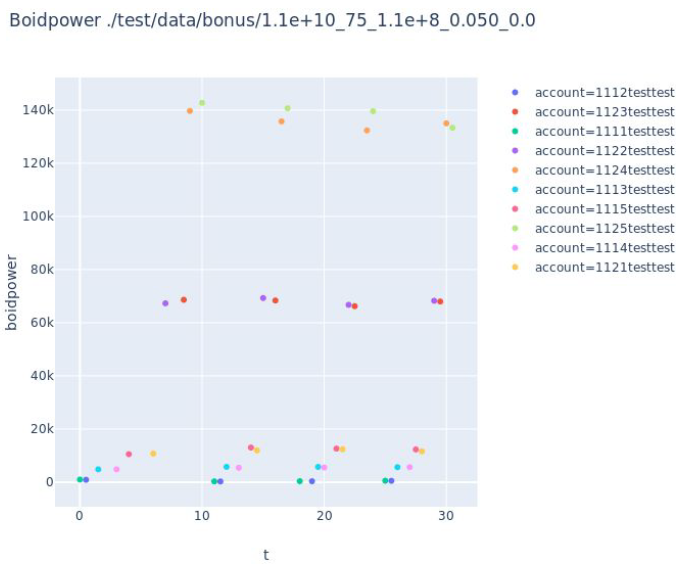 Boidpower ./test/data/bonus/1.1e+10_75_1.1e+8_0.050_0.0
account=1112testtest
account=1123testtest
account=1111testtest
account=1122testtest
account=1124testtest
account=1113testtest
account=1115testtest
account=1125testtest
account=1114testtest
account=1121testtest
140k
120k
100k
80k
60k
40k
20k
0
boidpower
0 10 20 30
t